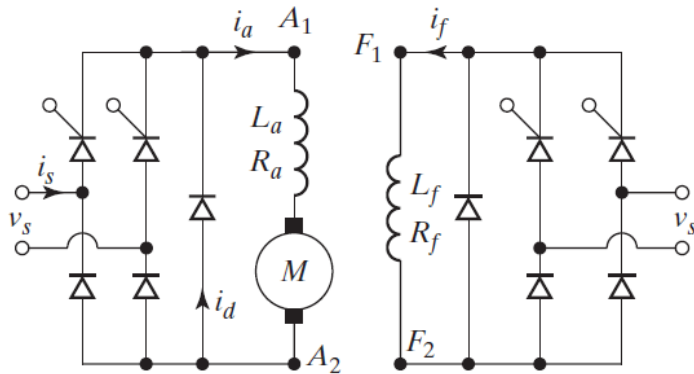 i_a
A_1
F_1
i_f
L_a
R_a
i_s
v_s
L_f
R_f
v_s
M
i_d
A_2
F_2